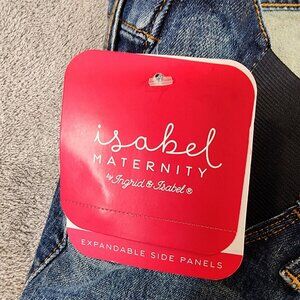 isabel
MATERNITY
by Ingrid & Isabel ®
EXPANDABLE SIDE PANELS